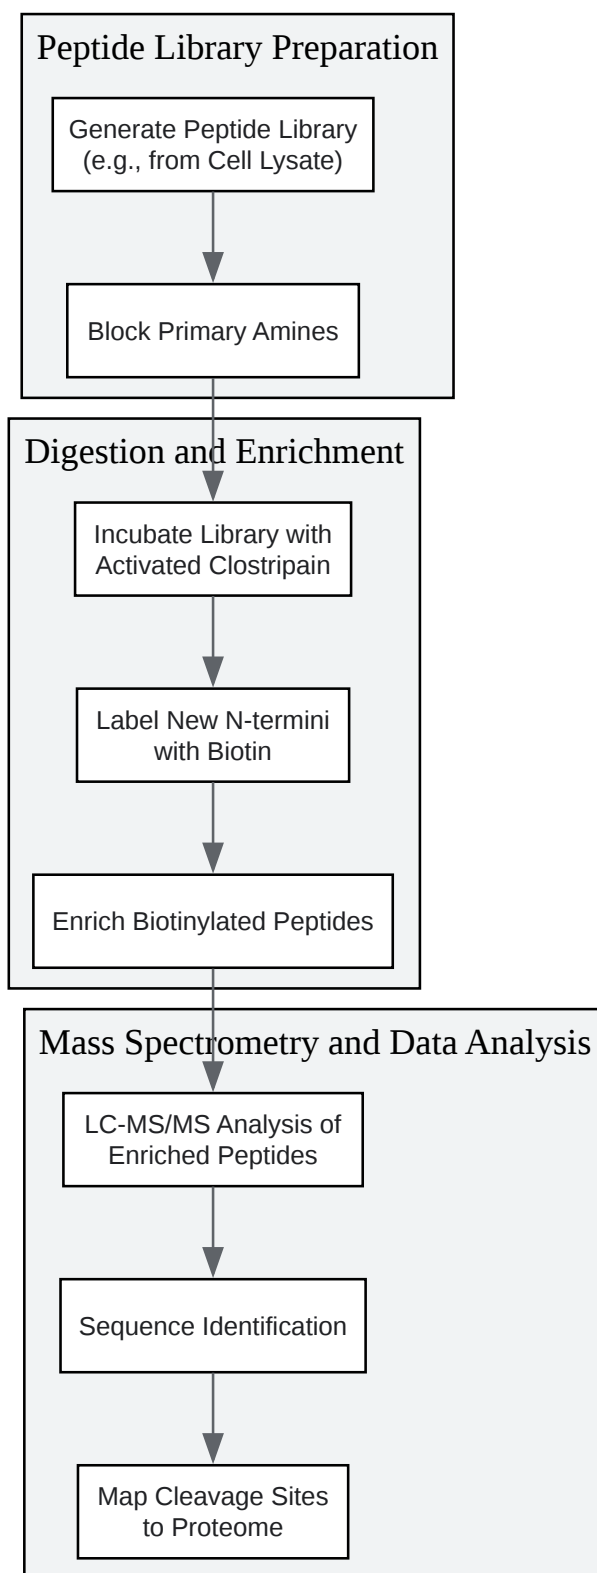 Peptide Library Preparation
Generate Peptide Library
(e.g., from Cell Lysate)
Block Primary Amines
Digestion and Enrichment
Incubate Library with
Activated Clostripain
Label New N-termini
with Biotin
Enrich Biotinylated Peptides
Mass Spectrometry and Data Analysis
LC-MS/MS Analysis of
Enriched Peptides
Sequence Identification
Map Cleavage Sites
to Proteome